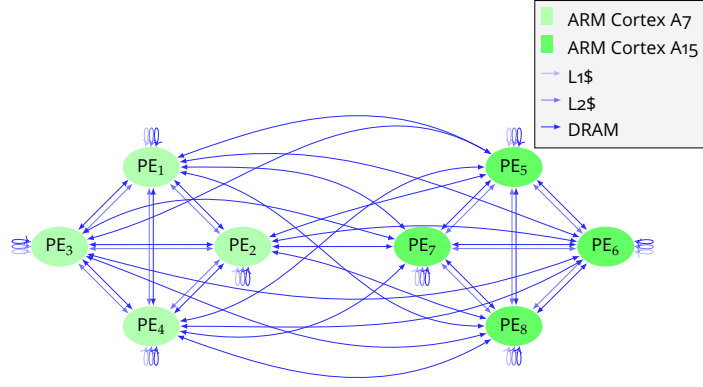 ARM Cortex A7
ARM Cortex A15
L1$
L2$
DRAM
PE₁
PE₅
PE₃
PE₂
PE₇
PE₆
PE₄
PE₈